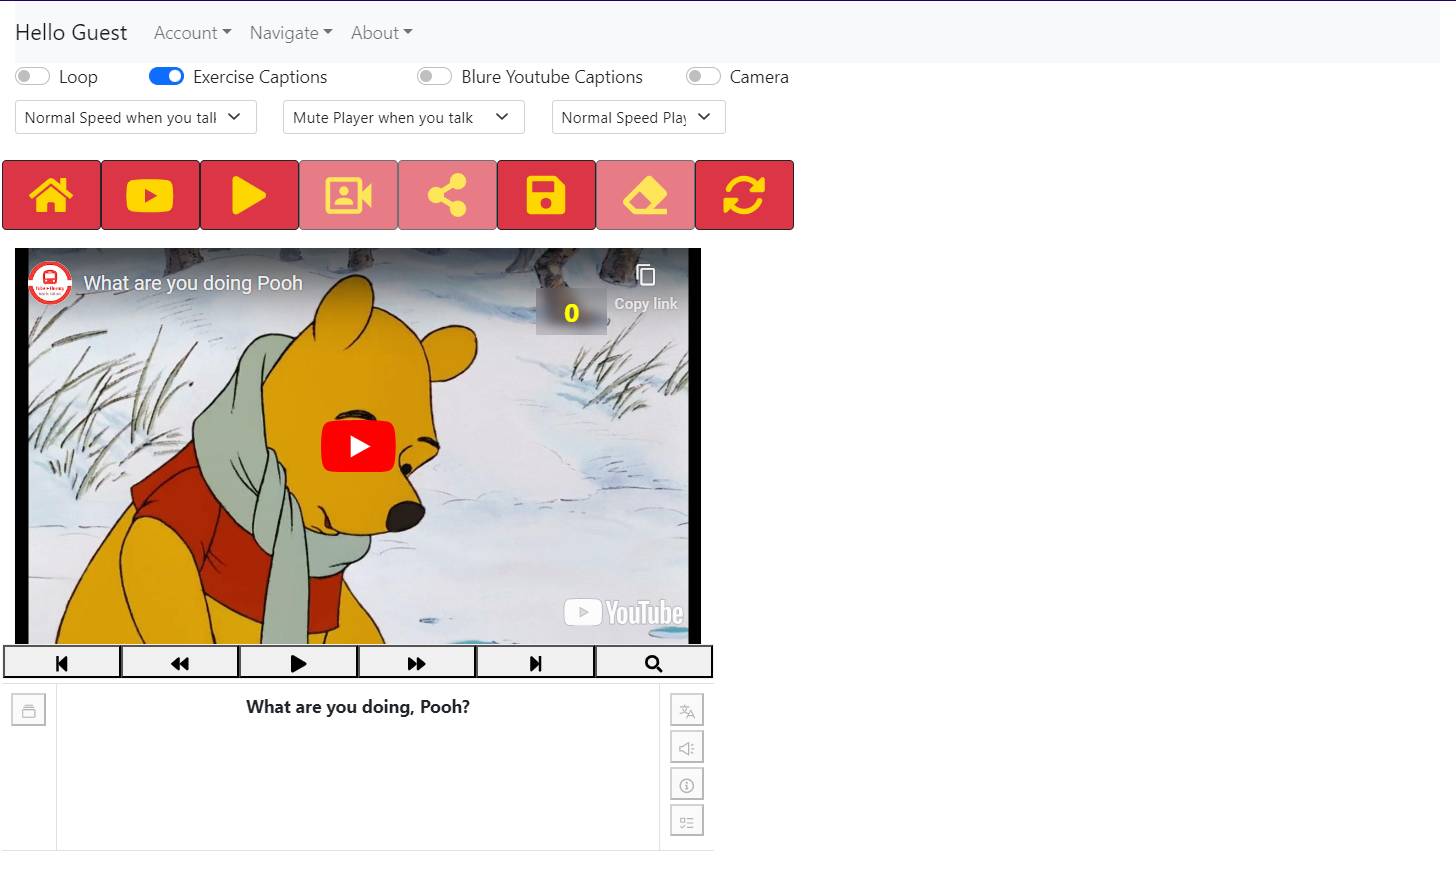 Hello Guest Account Navigate About
Loop Exercise Captions Blure Youtube Captions Camera
Normal Speed when you talk Mute Player when you talk Normal Speed Play
What are you doing Pooh
Copy link
0
YouTube
What are you doing, Pooh?